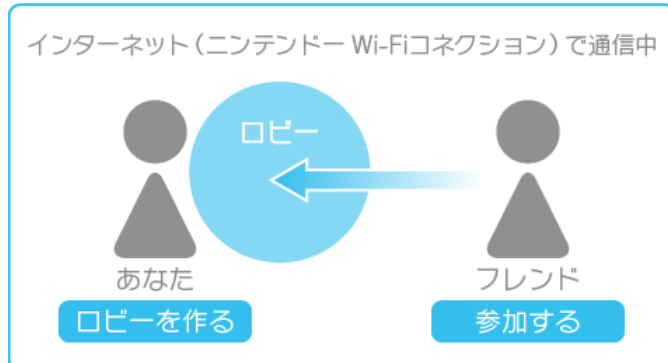 インターネット（ニンテンドー Wi-Fiコネクション）で通信中
ロビー
あなた
フレンド
ロビーを作る
参加する